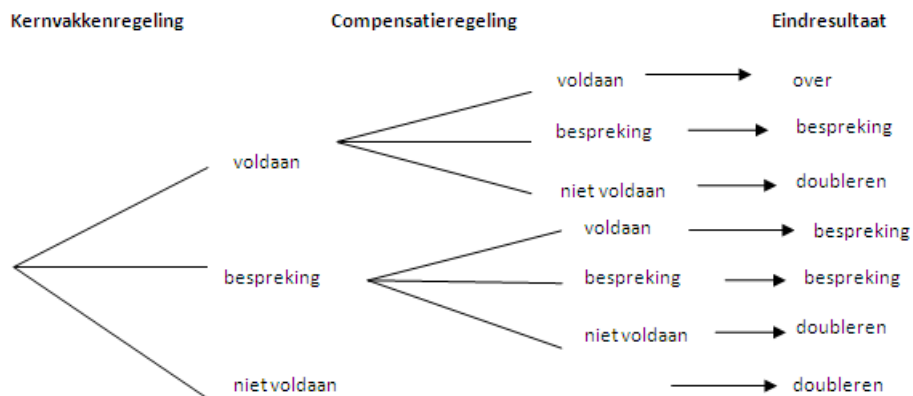 Kernvakkenregeling Compensatieregeling Eindresultaat
voldaan over
bespreking bespreking
voldaan
niet voldaan doubleren
voldaan bespreking
bespreking bespreking
bespreking
niet voldaan doubleren
niet voldaan doubleren